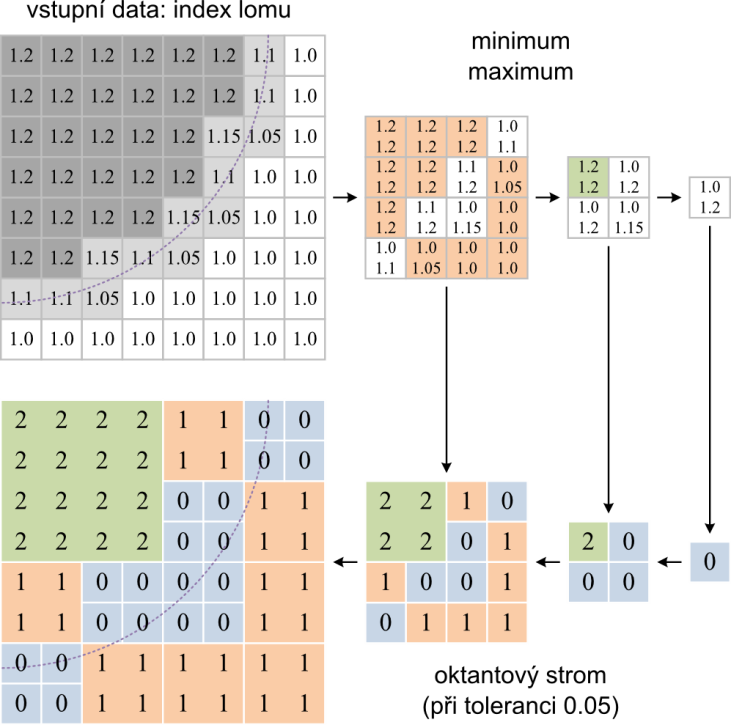 vstupní data: index lomu
1.2 1.2 1.2 1.2 1.2 1.2 1.1 1.0
1.2 1.2 1.2 1.2 1.2 1.2 1.1 1.0
1.2 1.2 1.2 1.2 1.2 1.15 1.05 1.0
1.2 1.2 1.2 1.2 1.2 1.1 1.0 1.0
1.2 1.2 1.2 1.2 1.15 1.05 1.0 1.0
1.2 1.2 1.15 1.1 1.05 1.0 1.0 1.0
1.1 1.1 1.05 1.0 1.0 1.0 1.0 1.0
1.0 1.0 1.0 1.0 1.0 1.0 1.0 1.0
minimum
maximum
1.2 1.2 1.2 1.0
1.2 1.2 1.2 1.1
1.2 1.2 1.1 1.0
1.2 1.2 1.2 1.05
1.2 1.1 1.0 1.0
1.2 1.2 1.15 1.0
1.0 1.0 1.0 1.0
1.1 1.05 1.0 1.0
1.2 1.0
1.2 1.2
1.0 1.0
1.2 1.15
1.0
1.2
2 2 2 2 1 1 0 0
2 2 2 2 1 1 0 0
2 2 2 2 0 0 1 1
2 2 2 2 0 0 1 1
1 1 0 0 0 0 1 1
1 1 0 0 0 0 1 1
0 0 1 1 1 1 1 1
0 0 1 1 1 1 1 1
2 2 1 0
2 2 0 1
1 0 0 1
0 1 1 1
2 0
0 0
0
oktantový strom
(při toleranci 0.05)